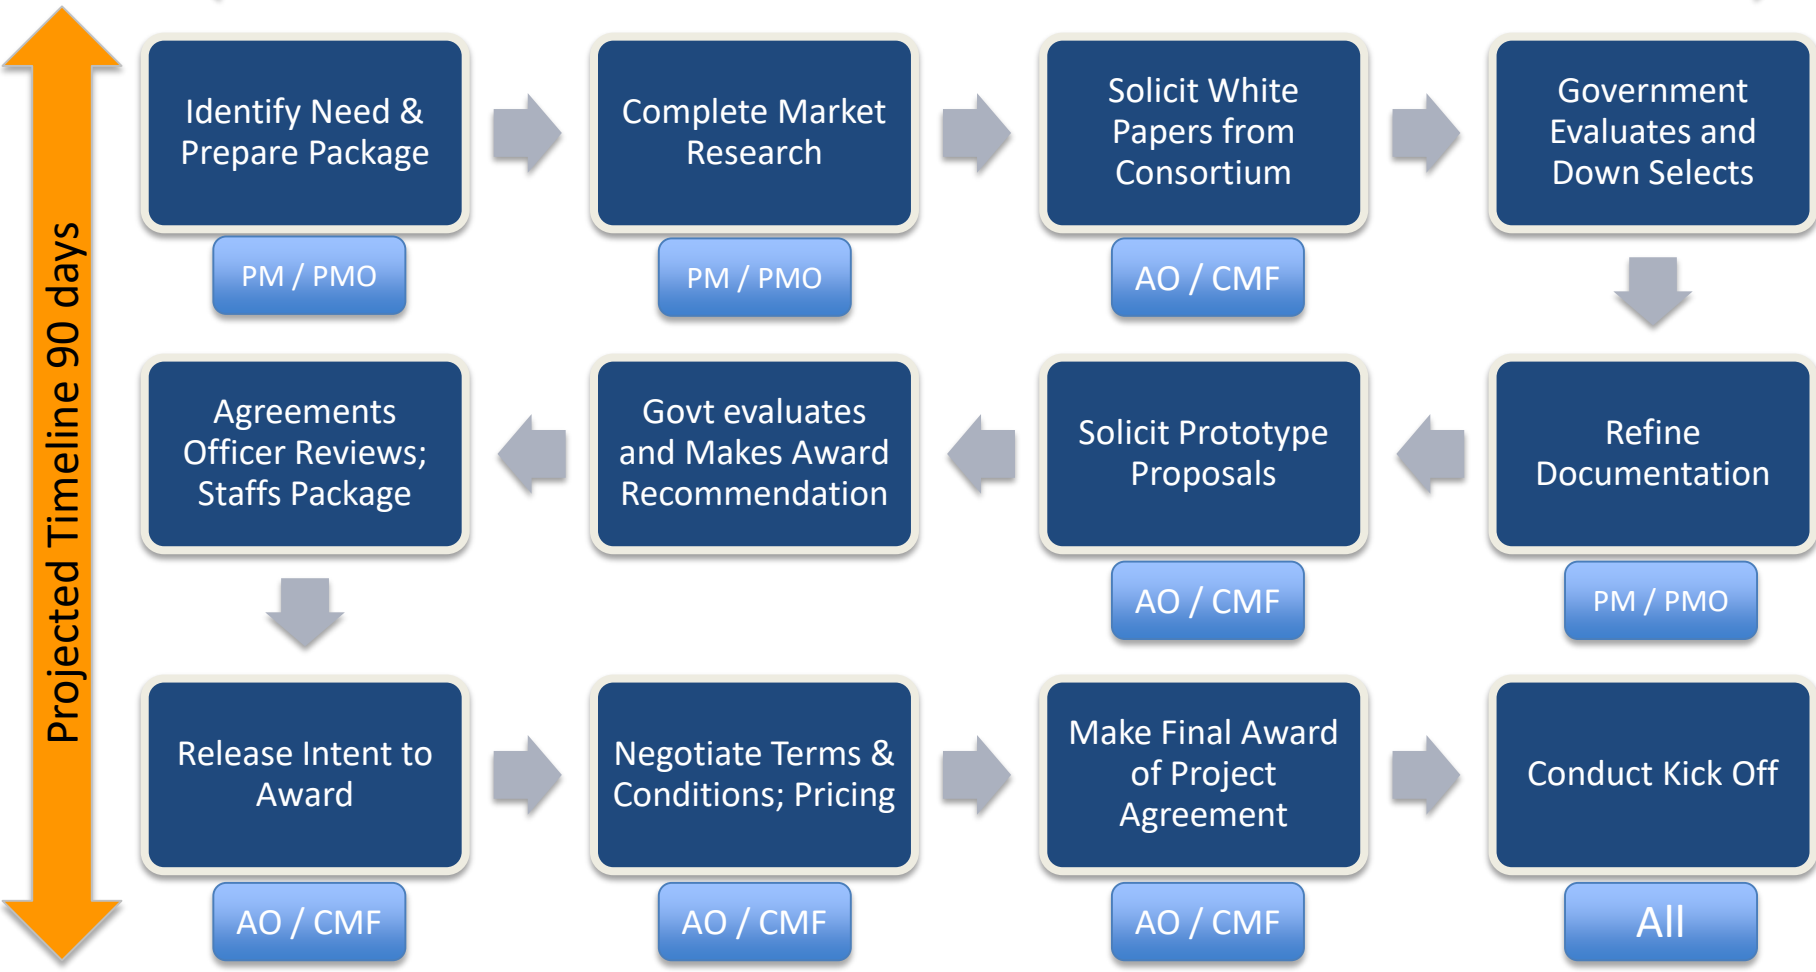 Projected Timeline 90 days
Identify Need &
Prepare Package
PM / PMO
Complete Market
Research
PM / PMO
Solicit White
Papers from
Consortium
AO / CMF
Government
Evaluates and
Down Selects
Refine
Documentation
PM / PMO
Solicit Prototype
Proposals
AO / CMF
Govt evaluates
and Makes Award
Recommendation
Agreements
Officer Reviews;
Staffs Package
Release Intent to
Award
AO / CMF
Negotiate Terms &
Conditions; Pricing
AO / CMF
Make Final Award
of Project
Agreement
AO / CMF
Conduct Kick Off
All